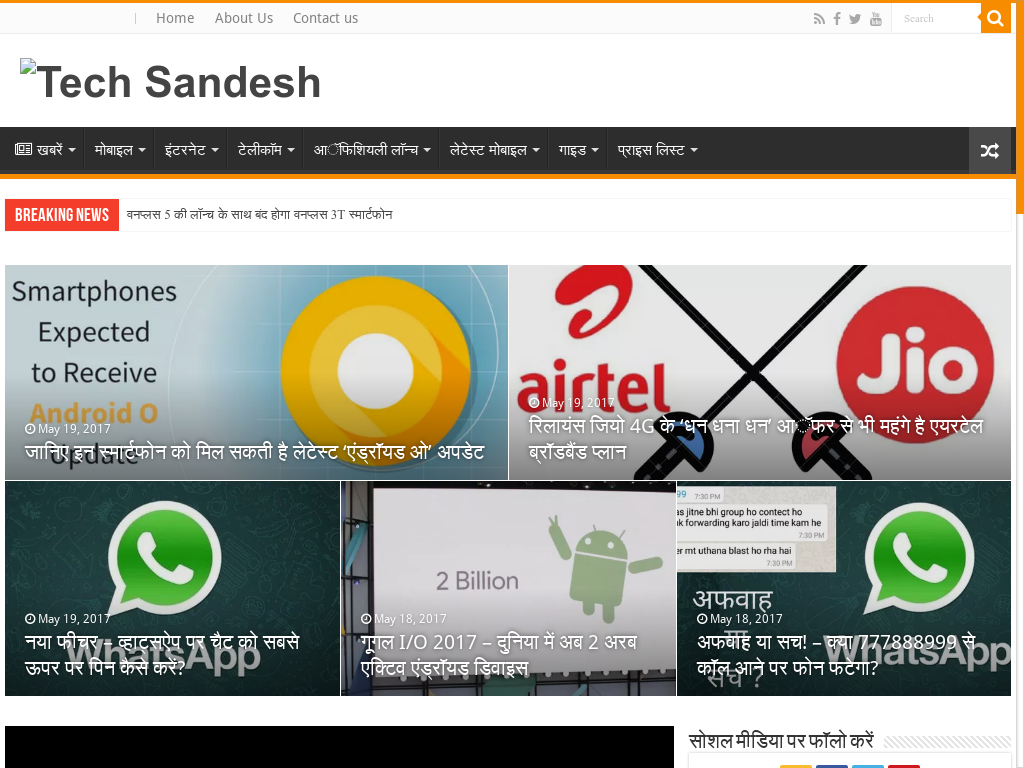 Home About Us Contact us Search
Tech Sandesh
खबरें मोबाइल इंटरनेट टेलीकॉम आॅफिशियली लॉन्च लेटेस्ट मोबाइल गाइड प्राइस लिस्ट
BREAKING NEWS वनप्लस 5 की लॉन्च के साथ बंद होगा वनप्लस 3T स्मार्टफोन
Smartphones
Expected
to Receive
Android O
Update
May 19, 2017
जानिए इन स्मार्टफोन को मिल सकती है लेटेस्ट ‘एंड्रॉयड ओ’ अपडेट
airtel
Jio
May 19, 2017
रिलायंस जियो 4G के ‘धन धना धन’ आॅफर से भी महंगे है एयरटेल
ब्रॉडबैंड प्लान
WhatsApp
May 19, 2017
नया फीचर – व्हाटसऐप पर चैट को सबसे
ऊपर पर पिन कैसे करें?
2 Billion
May 18, 2017
गूगल I/O 2017 – दुनिया में अब 2 अरब
एक्टिव एंड्रॉयड डिवाइस
99 7:30 PM
as jitne bhi group ho contect ho
k forwarding karo jaldi time kam he
7:30 PM
er mt uthana blast ho rha hai
7:30 PM
अफवाह
या
सच ?
WhatsApp
May 18, 2017
अफवाह या सच! – क्या 777888999 से
कॉल आने पर फोन फटेगा?
सोशल मीडिया पर फॉलो करें